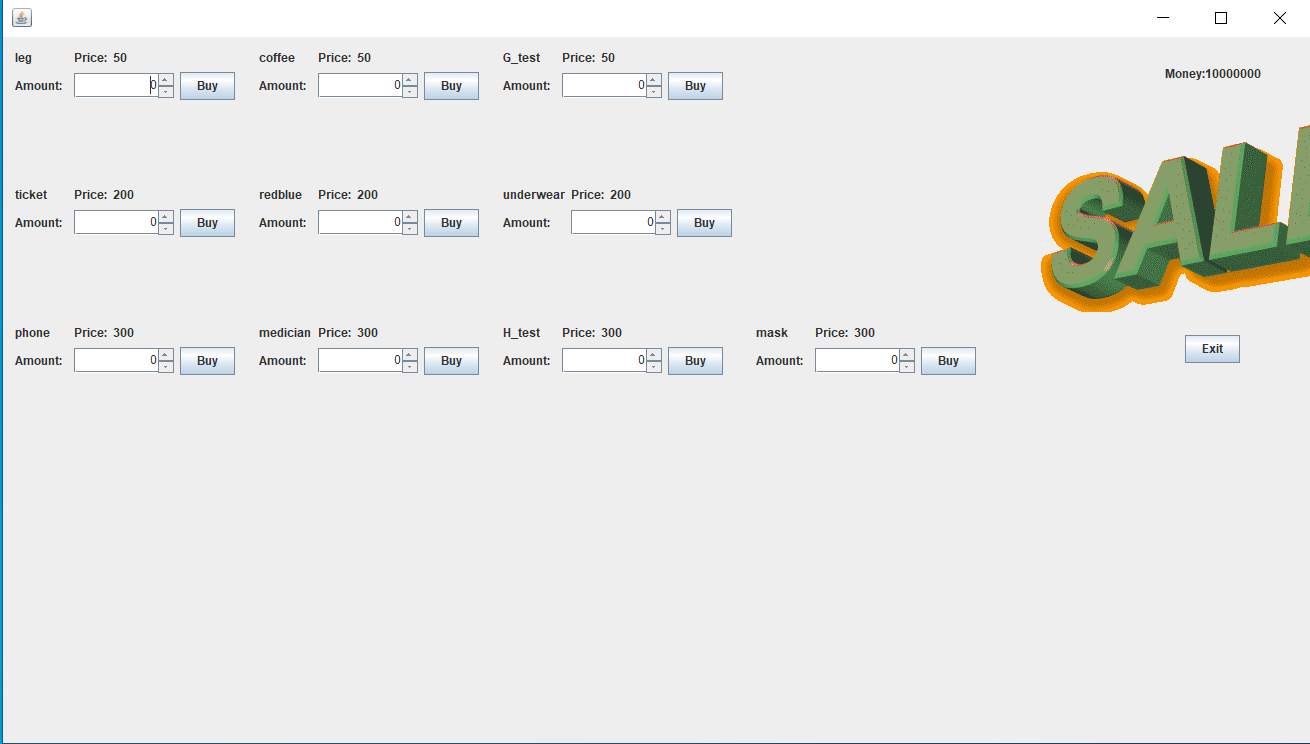 leg Price: 50 coffee Price: 50 G_test Price: 50
Money:10000000
Amount: 0 Buy Amount: 0 Buy Amount: 0 Buy
ticket Price: 200 redblue Price: 200 underwear Price: 200
Amount: 0 Buy Amount: 0 Buy Amount: 0 Buy
phone Price: 300 medician Price: 300 H_test Price: 300 mask Price: 300
Exit
Amount: 0 Buy Amount: 0 Buy Amount: 0 Buy Amount: 0 Buy